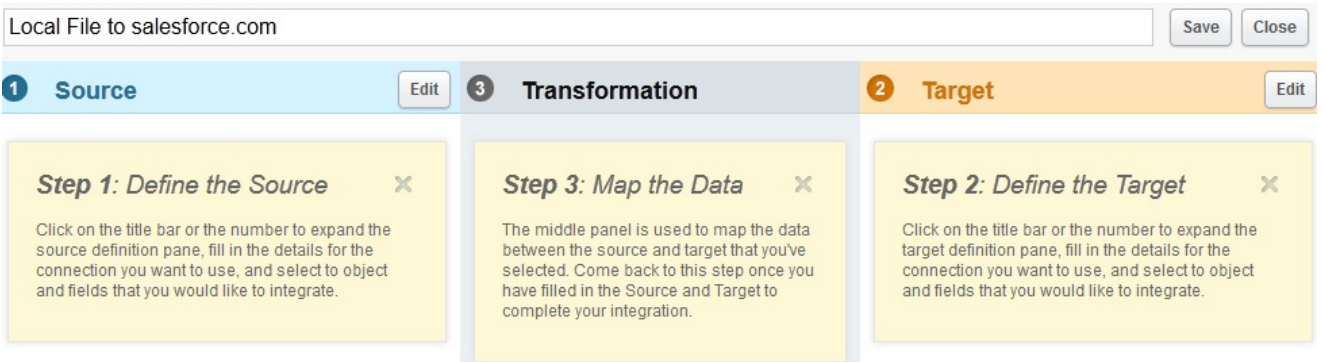 Local File to salesforce.com
Save
Close
1 Source
Edit
3 Transformation
2 Target
Edit
Step 1: Define the Source
Click on the title bar or the number to expand the
source definition pane, fill in the details for the
connection you want to use, and select to object
and fields that you would like to integrate.
Step 3: Map the Data
The middle panel is used to map the data
between the source and target that you've
selected. Come back to this step once you
have filled in the Source and Target to
complete your integration.
Step 2: Define the Target
Click on the title bar or the number to expand the
target definition pane, fill in the details for the
connection you want to use, and select to object
and fields that you would like to integrate.